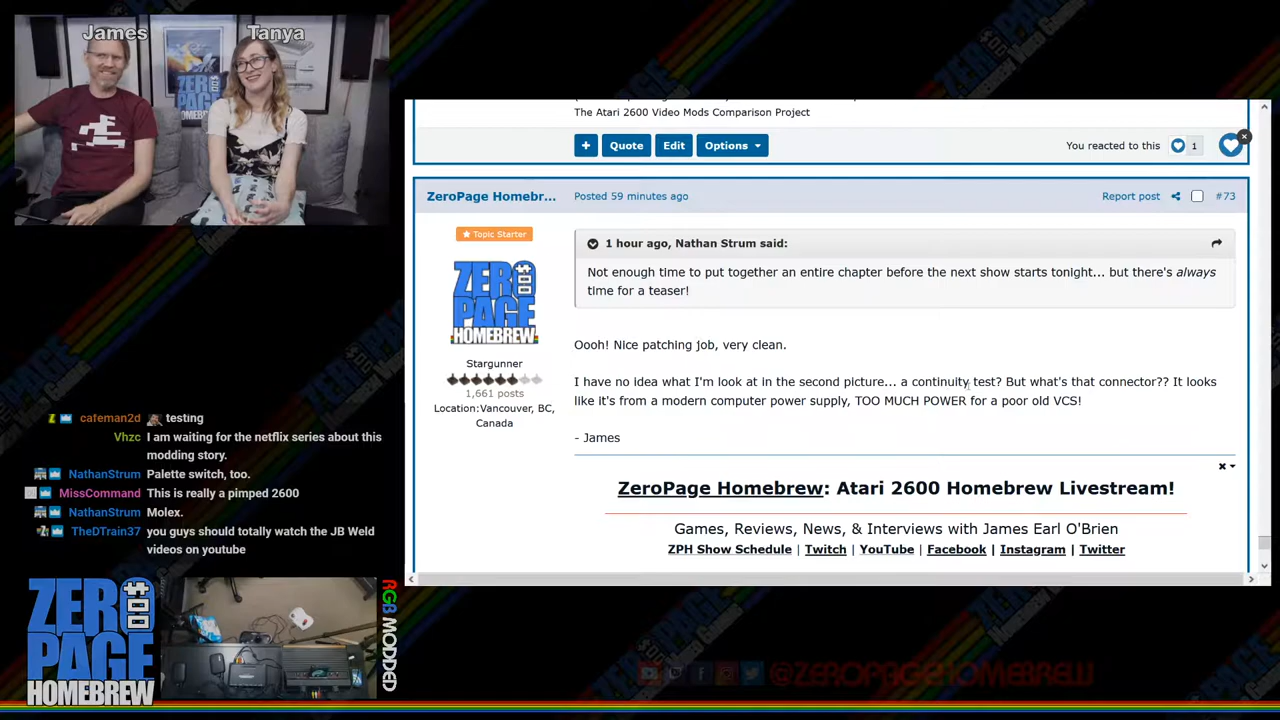 James
Tanya
ZERO
PAGE
The Atari 2600 Video Mods Comparison Project
+ Quote Edit Options
You reacted to this 1
ZeroPage Homebr... Posted 59 minutes ago Report post #73
Topic Starter
ZERO
PAGE
HOMEBREW
Stargunner
1,661 posts
Location:Vancouver, BC,
Canada
1 hour ago, Nathan Strum said:
Not enough time to put together an entire chapter before the next show starts tonight... but there's always
time for a teaser!
Oooh! Nice patching job, very clean.
I have no idea what I'm look at in the second picture... a continuity test? But what's that connector?? It looks
like it's from a modern computer power supply, TOO MUCH POWER for a poor old VCS!
- James
ZeroPage Homebrew: Atari 2600 Homebrew Livestream!
Games, Reviews, News, & Interviews with James Earl O'Brien
ZPH Show Schedule | Twitch | YouTube | Facebook | Instagram | Twitter
cafeman2d testing
Vhzc I am waiting for the netflix series about this
modding story.
NathanStrum Palette switch, too.
MissCommand This is really a pimped 2600
NathanStrum Molex.
TheDTrain37 you guys should totally watch the JB Weld
videos on youtube
ZERO
PAGE
HOMEBREW
RGB MODDED